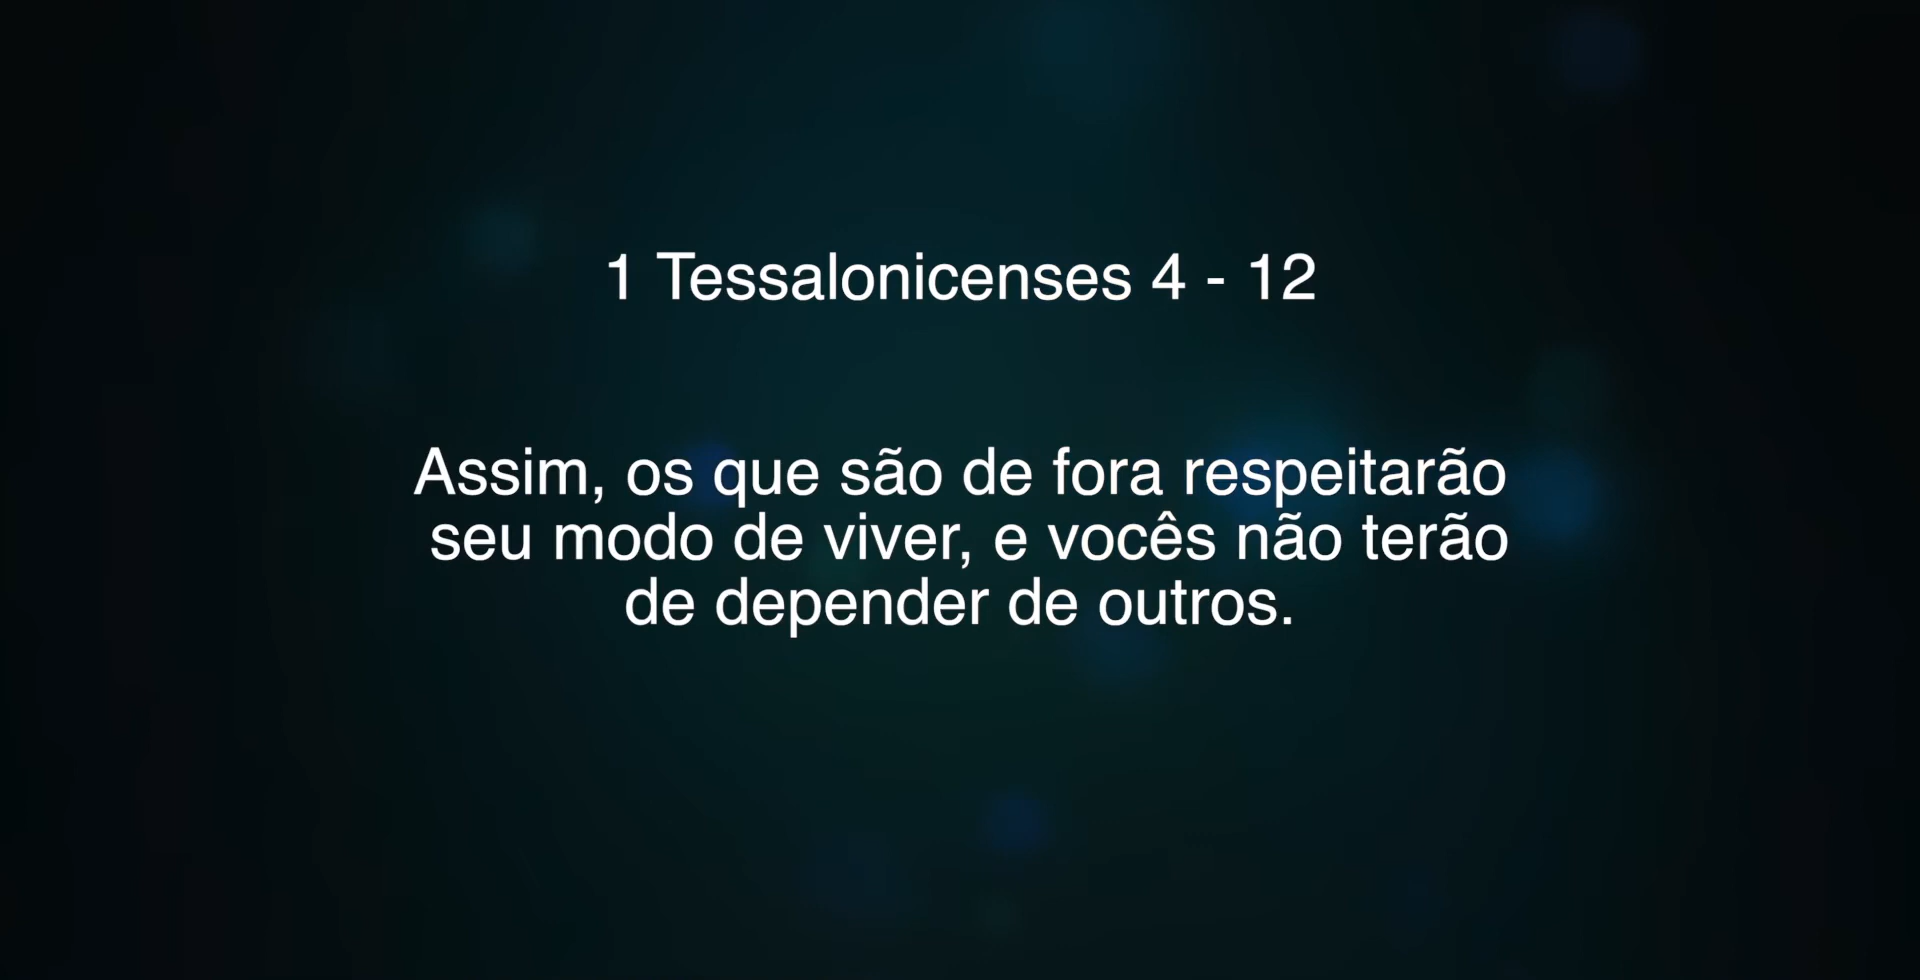 1 Tessalonicenses 4 - 12
Assim, os que são de fora respeitarão
seu modo de viver, e vocês não terão
de depender de outros.